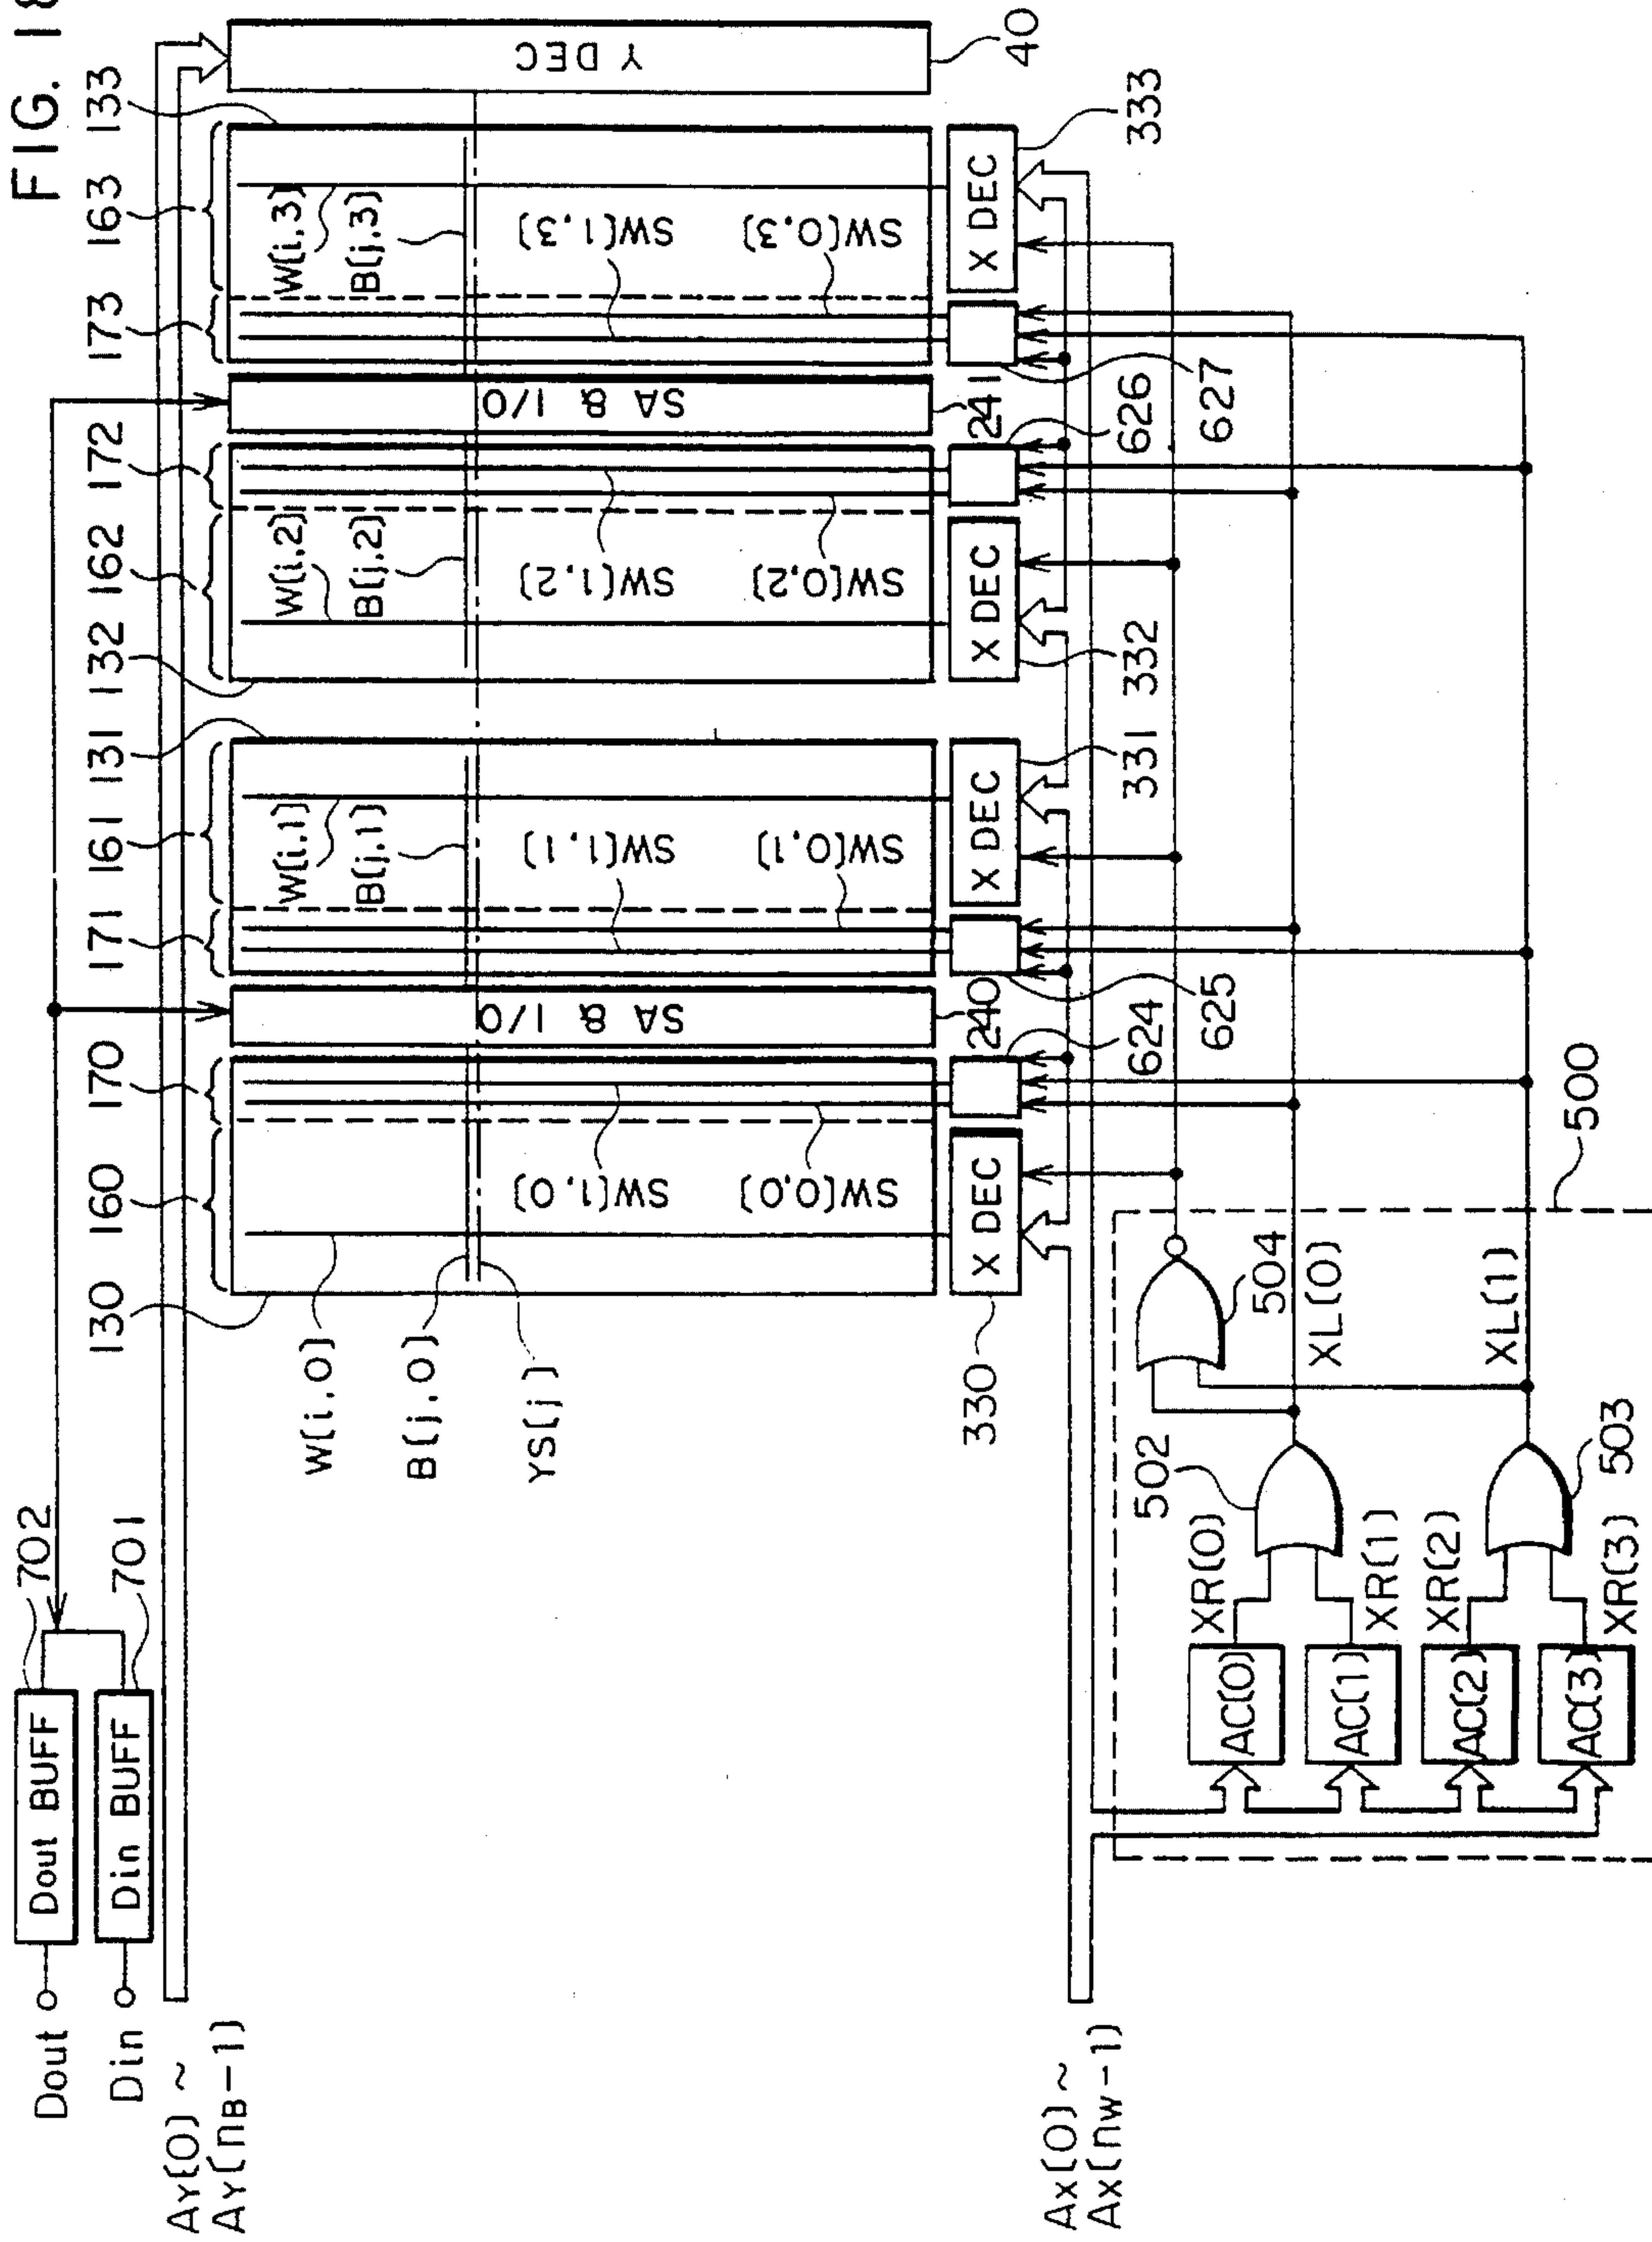 FIG. 18
Dout
Dout BUFF
702
Din
Din BUFF
701
AY(0) ~
AY(nB-1)
130
160
170
171
161
131
132
162
172
173
163
133
W(i,0)
B(j,0)
YS(j)
W(i,1)
B(j,1)
W(i,2)
B(j,2)
W(i,3)
B(j,3)
SW(1,0)
SW(0,0)
SA & I/O
SW(1,1)
SW(0,1)
SW(1,2)
SW(0,2)
SA & I/O
SW(1,3)
SW(0,3)
Y DEC
40
330
X DEC
240
624
625
X DEC
331
X DEC
332
241
626
627
X DEC
333
AX(0) ~
AX(nW-1)
500
AC(0)
XR(0)
502
504
AC(1)
XR(1)
XL(0)
AC(2)
XR(2)
XL(1)
AC(3)
XR(3)
503